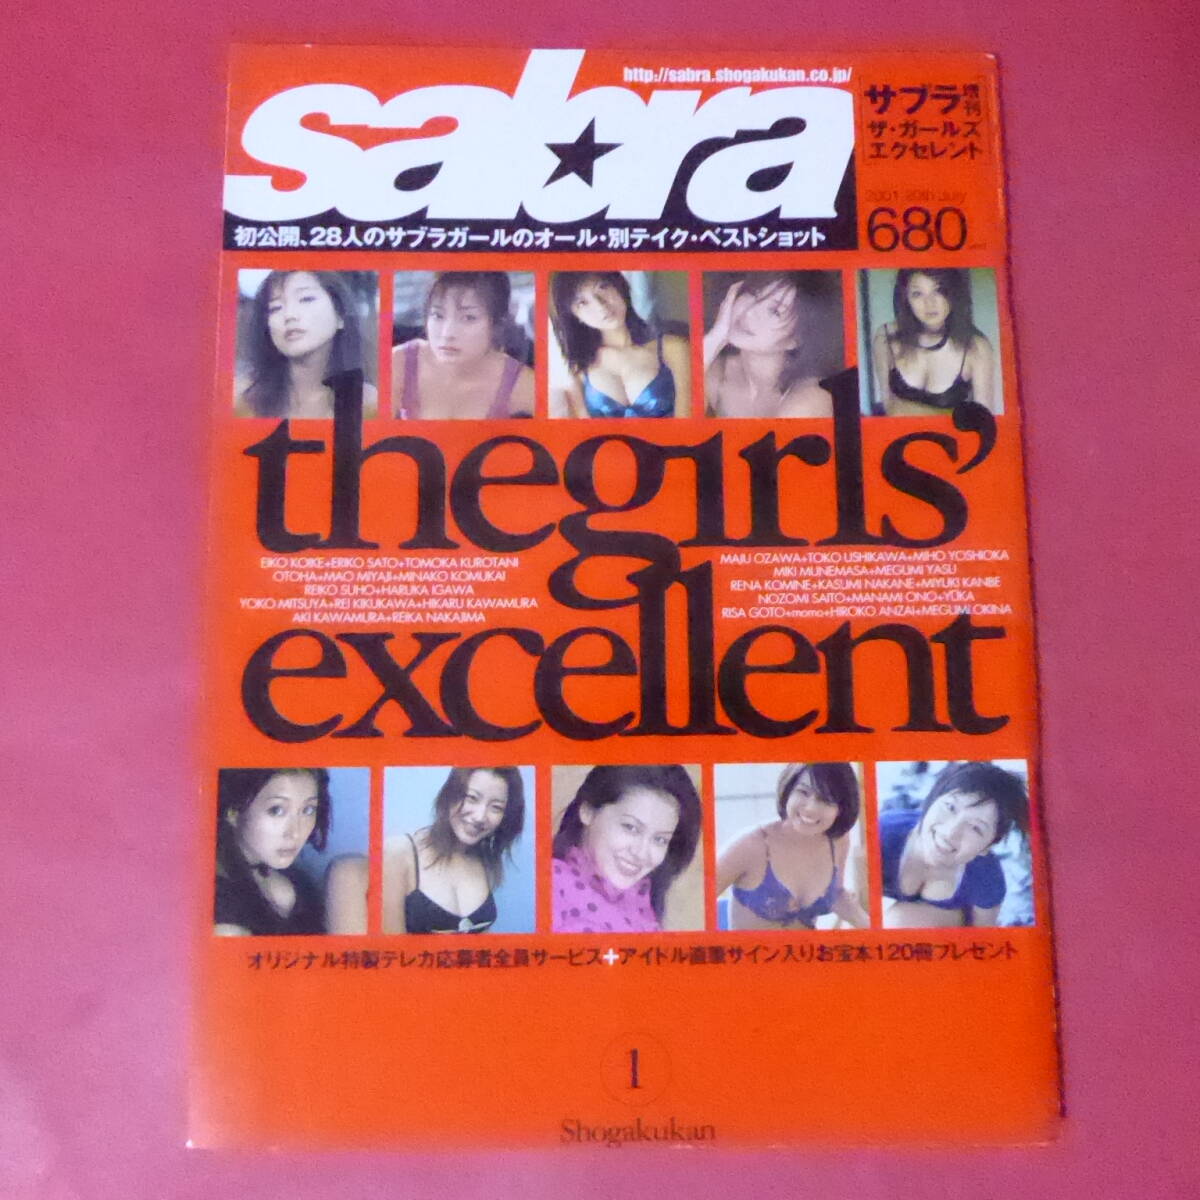 http://sabra.shogakukan.co.jp/
sabra
サブラ増刊
ザ・ガールズ
エクセレント
2001 20th July
680
初公開、28人のサブラガールのオール・別テイク・ベストショット
the girls'
EIKO KOIKE+ERIKO SATO+TOMOKA KUROTANI
OTOHA+MAO MIYAJI+MINAKO KOMUKAI
REIKO SUHO+HARUKA IGAWA
YOKO MITSUYA+REI KIKUKAWA+HIKARU KAWAMURA
AKI KAWAMURA+REIKA NAKAJIMA
MAJU OZAWA+TOKO USHIKAWA+MIHO YOSHIOKA
MIKI MUNEMASA+MEGUMI YASU
RENA KOMINE+KASUMI NAKANE+MIYUKI KANBE
NOZOMI SAITO+MANAMI ONO+YUKA
RISA GOTO+momo+HIROKO ANZAI+MEGUMI OKINA
excellent
オリジナル特製テレカ応募者全員サービス+アイドル直筆サイン入りお宝本120冊プレゼント
1
Shogakukan